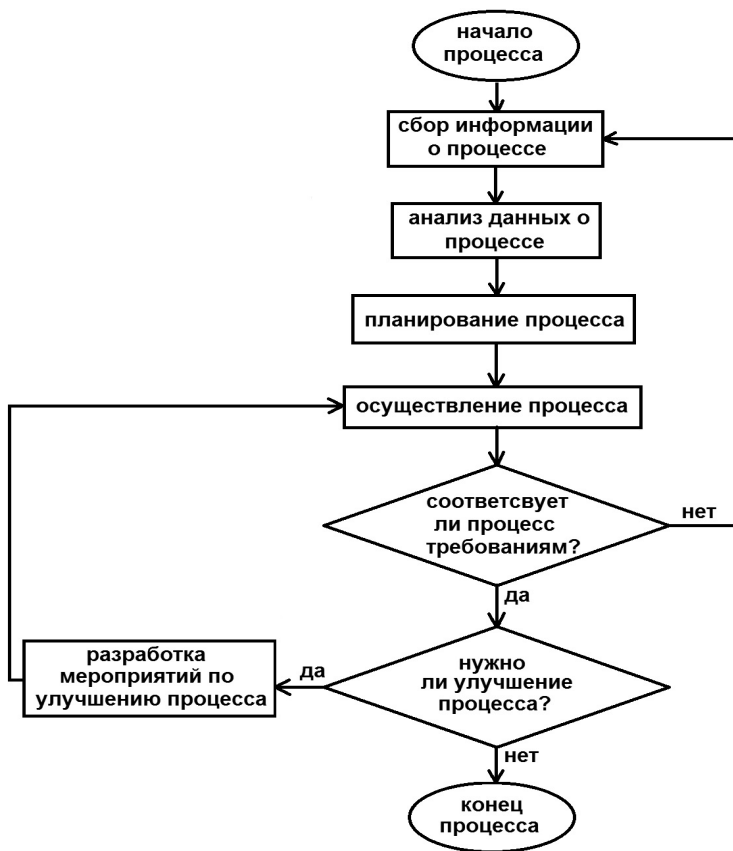 начало
процесса
сбор информации
о процессе
анализ данных о
процессе
планирование процесса
осуществление процесса
соответсвует
ли процесс
требованиям?
нет
да
нужно
ли улучшение
процесса?
да
разработка
мероприятий по
улучшению процесса
нет
конец
процесса